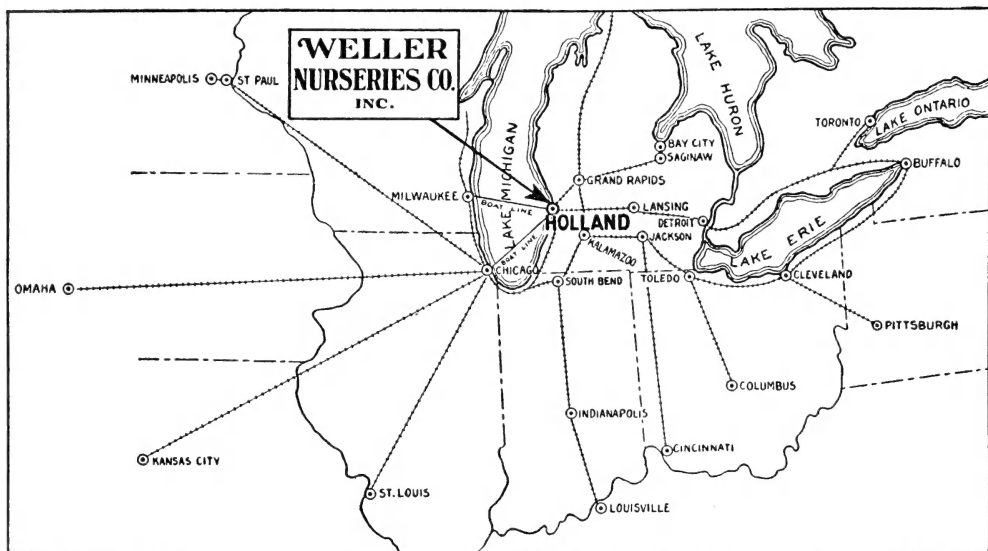 WELLER
NURSERIES CO.
INC.
MINNEAPOLIS
ST PAUL
LAKE HURON
LAKE ONTARIO
TORONTO
BAY CITY
SAGINAW
BUFFALO
LAKE MICHIGAN
GRAND RAPIDS
MILWAUKEE
BOAT LINE
LANSING
HOLLAND
DETROIT
LAKE ERIE
KALAMAZOO
JACKSON
BOAT LINE
CHICAGO
SOUTH BEND
TOLEDO
CLEVELAND
OMAHA
PITTSBURGH
COLUMBUS
INDIANAPOLIS
CINCINNATI
KANSAS CITY
ST. LOUIS
LOUISVILLE